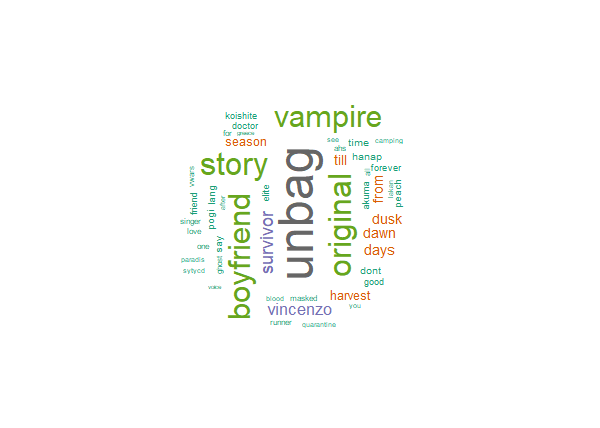 koishite
vampire
doctor
for
greece
season
see
time
camping
ahs
till
hanap
story
unbag
original
all
forever
from
akuma
lakan
peach
vwars
friend
pogi
lang
after
elite
boyfriend
survivor
singer
love
dusk
dawn
one
say
ghost
days
paradis
sytycd
dont
good
voice
blood
masked
harvest
vincenzo
you
runner
quarantine